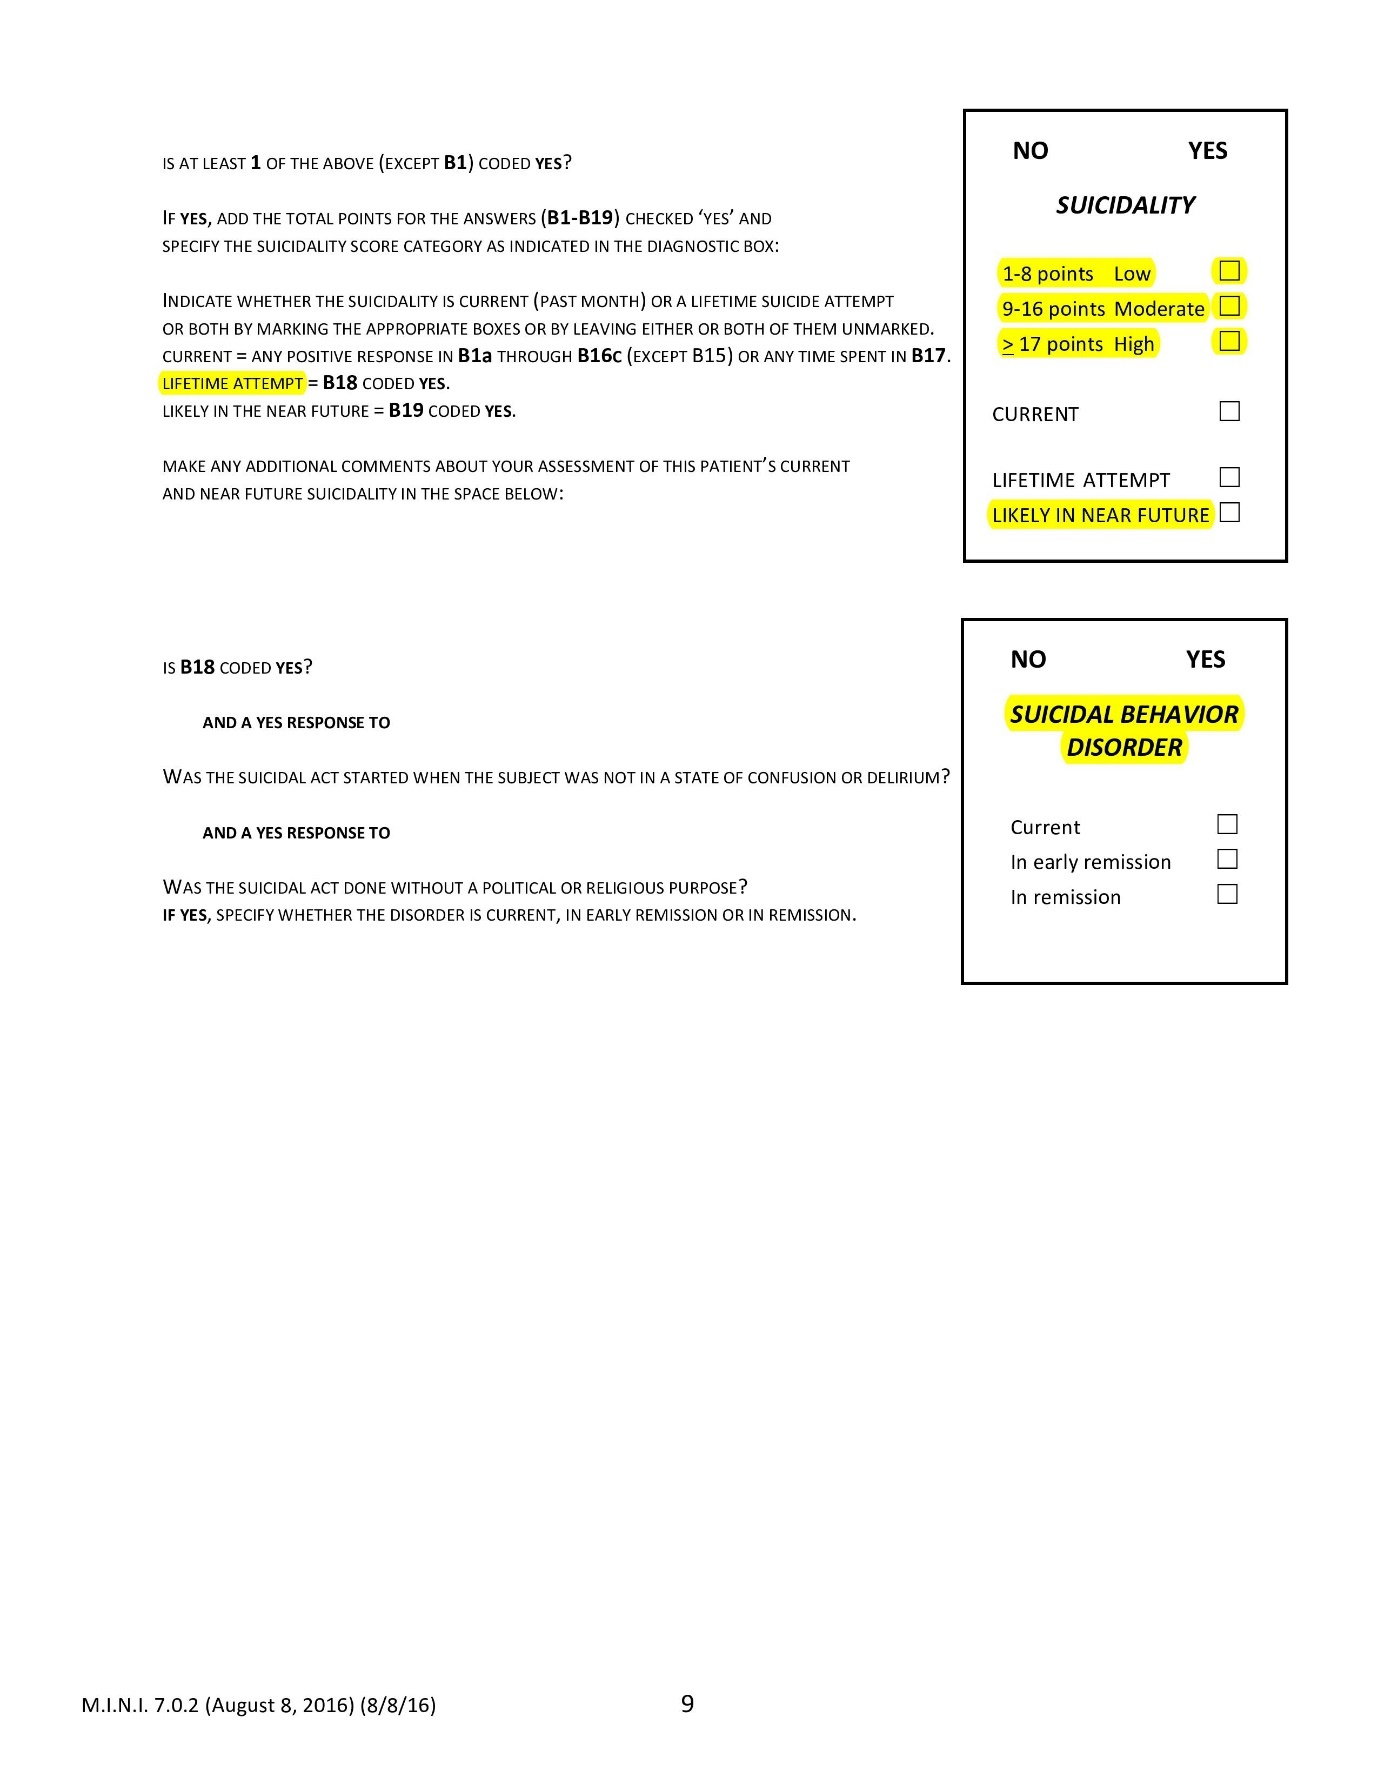 IS AT LEAST 1 OF THE ABOVE (EXCEPT B1) CODED YES?
IF YES, ADD THE TOTAL POINTS FOR THE ANSWERS (B1-B19) CHECKED ‘YES’ AND
SPECIFY THE SUICIDALITY SCORE CATEGORY AS INDICATED IN THE DIAGNOSTIC BOX:
INDICATE WHETHER THE SUICIDALITY IS CURRENT (PAST MONTH) OR A LIFETIME SUICIDE ATTEMPT
OR BOTH BY MARKING THE APPROPRIATE BOXES OR BY LEAVING EITHER OR BOTH OF THEM UNMARKED.
CURRENT = ANY POSITIVE RESPONSE IN B1a THROUGH B16c (EXCEPT B15) OR ANY TIME SPENT IN B17.
LIFETIME ATTEMPT = B18 CODED YES.
LIKELY IN THE NEAR FUTURE = B19 CODED YES.
MAKE ANY ADDITIONAL COMMENTS ABOUT YOUR ASSESSMENT OF THIS PATIENT’S CURRENT
AND NEAR FUTURE SUICIDALITY IN THE SPACE BELOW:
NO YES
SUICIDALITY
1-8 points Low ☐
9-16 points Moderate ☐
≥ 17 points High ☐
CURRENT ☐
LIFETIME ATTEMPT ☐
LIKELY IN NEAR FUTURE ☐
IS B18 CODED YES?
AND A YES RESPONSE TO
WAS THE SUICIDAL ACT STARTED WHEN THE SUBJECT WAS NOT IN A STATE OF CONFUSION OR DELIRIUM?
AND A YES RESPONSE TO
WAS THE SUICIDAL ACT DONE WITHOUT A POLITICAL OR RELIGIOUS PURPOSE?
IF YES, SPECIFY WHETHER THE DISORDER IS CURRENT, IN EARLY REMISSION OR IN REMISSION.
NO YES
SUICIDAL BEHAVIOR
DISORDER
Current ☐
In early remission ☐
In remission ☐
M.I.N.I. 7.0.2 (August 8, 2016) (8/8/16) 9